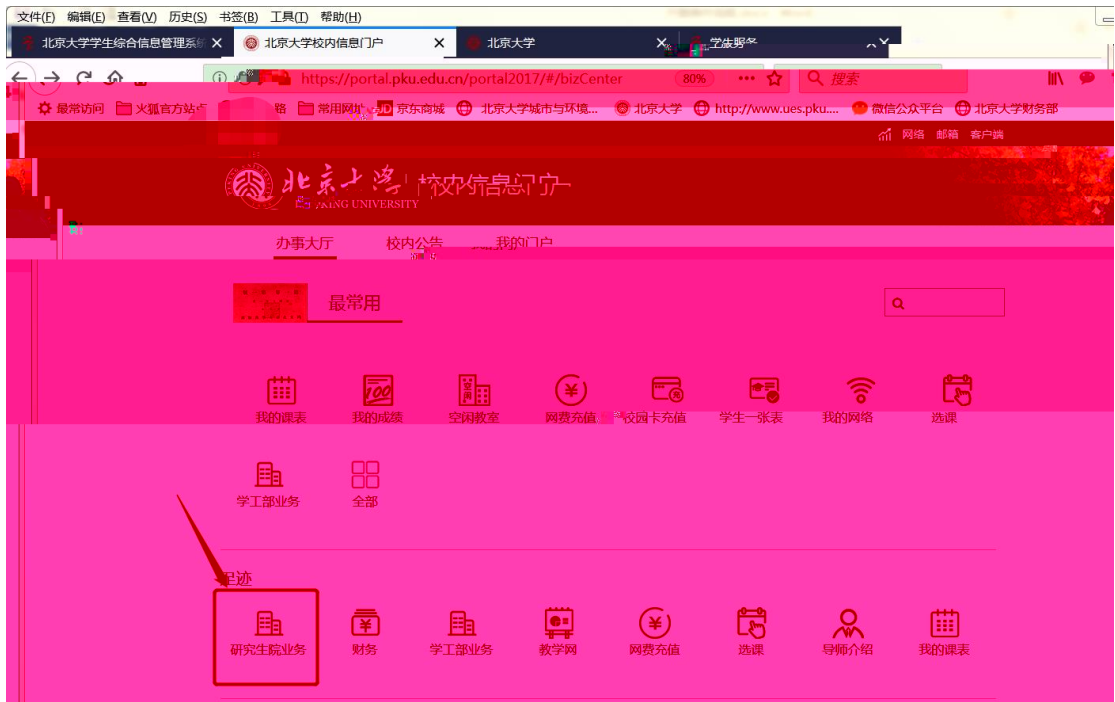 文件(F) 编辑(E) 查看(V) 历史(S) 书签(B) 工具(T) 帮助(H)
北京大学学生综合信息管理系统 × 北京大学校内信息门户 × 北京大学 ×
https://portal.pku.edu.cn/portal2017/#/bizCenter 80% 搜索
最常访问 火狐官方站点 常用网址 JD 京东商城 北京大学城市与环境... 北京大学 http://www.ues.pku.... 微信公众平台 北京大学财务部
网络 邮箱 客户端
北京大学 校内信息门户
UNIVERSITY
办事大厅 校内公告 我的门户
最常用
我的课表 我的成绩 空闲教室 网费充值 校园卡充值 学生一张表 我的网络 选课
学工部业务 全部
足迹
研究生院业务 财务 学工部业务 教学网 网费充值 选课 导师介绍 我的课表